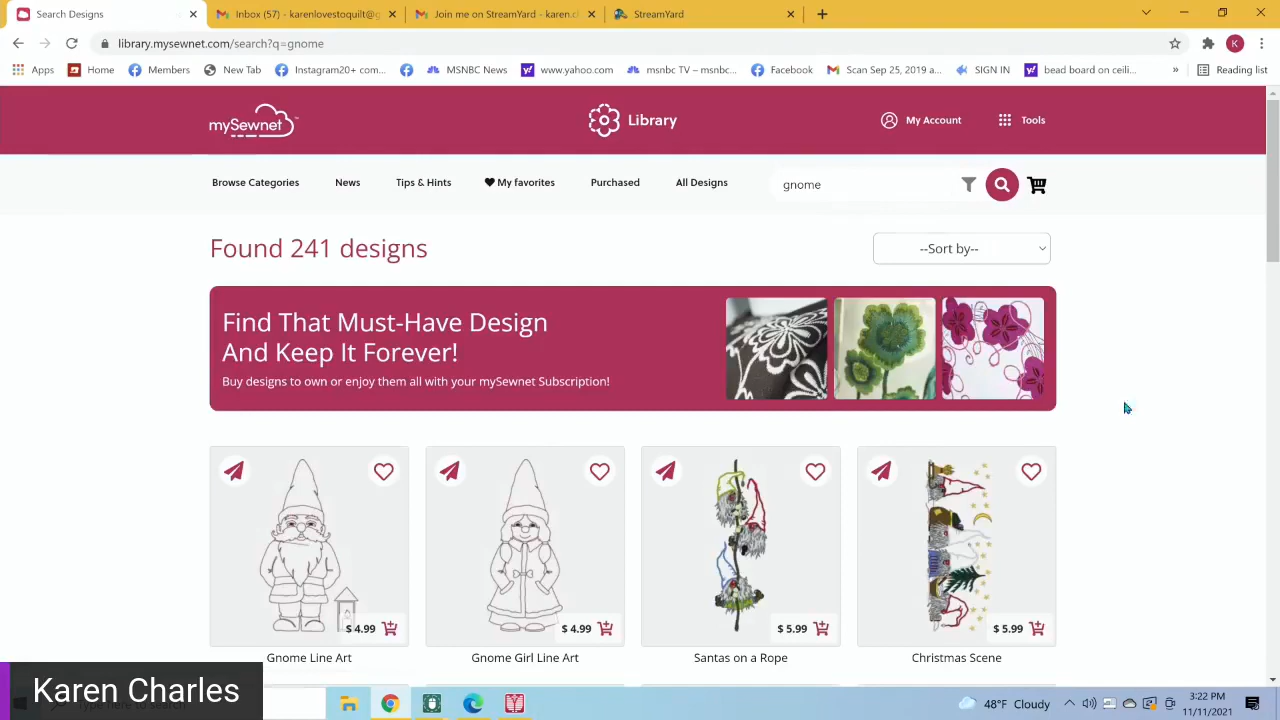 Search Designs
Inbox (57) - karenlovestoquilt@g
Join me on StreamYard - karen.cl
StreamYard
library.mysewnet.com/search?q=gnome
K
Apps
Home
Members
New Tab
Instagram20+ com...
MSNBC News
www.yahoo.com
msnbc TV – msnbc...
Facebook
Scan Sep 25, 2019 a...
SIGN IN
bead board on ceili...
»
Reading list
mySewnet™
Library
My Account
Tools
Browse Categories
News
Tips & Hints
My favorites
Purchased
All Designs
gnome
Found 241 designs
--Sort by--
Find That Must-Have Design
And Keep It Forever!
Buy designs to own or enjoy them all with your mySewnet Subscription!
$ 4.99
$ 4.99
$ 5.99
$ 5.99
Gnome Line Art
Gnome Girl Line Art
Santas on a Rope
Christmas Scene
Karen Charles
Type here to search
48°F Cloudy
3:22 PM
11/11/2021